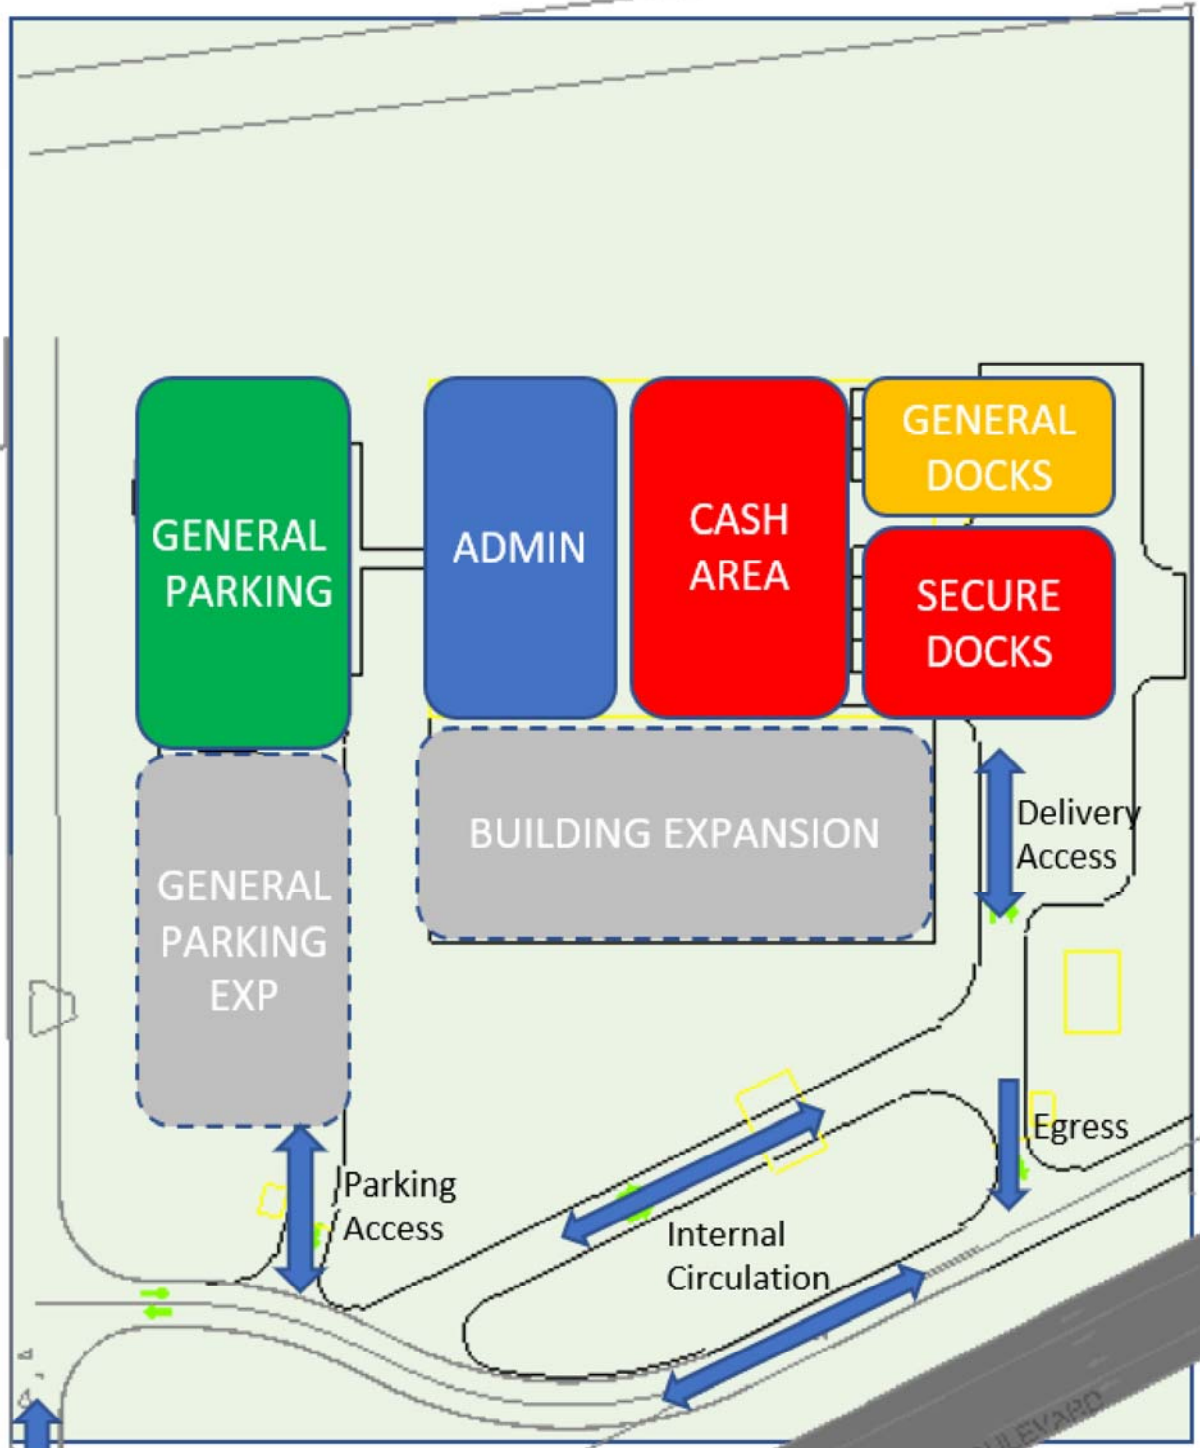 GENERAL
PARKING
ADMIN
CASH
AREA
GENERAL
DOCKS
SECURE
DOCKS
BUILDING EXPANSION
GENERAL
PARKING
EXP
Delivery
Access
Egress
Parking
Access
Internal
Circulation